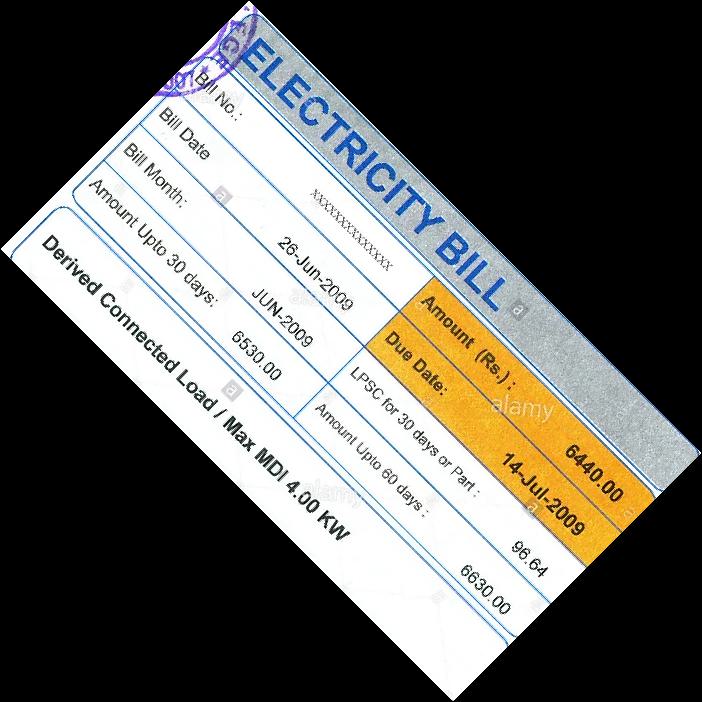 ELECTRICITY BILL
Bill No.: xxxxxxxxxxxxxxx Amount (Rs.) : 6440.00
Bill Date 26-Jun-2009 Due Date: 14-Jul-2009
Bill Month: JUN-2009 LPSC for 30 days or Part : 96.64
Amount Upto 30 days: 6530.00 Amount Upto 60 days : 6630.00
Derived Connected Load / Max MDI 4.00 KW
alamy